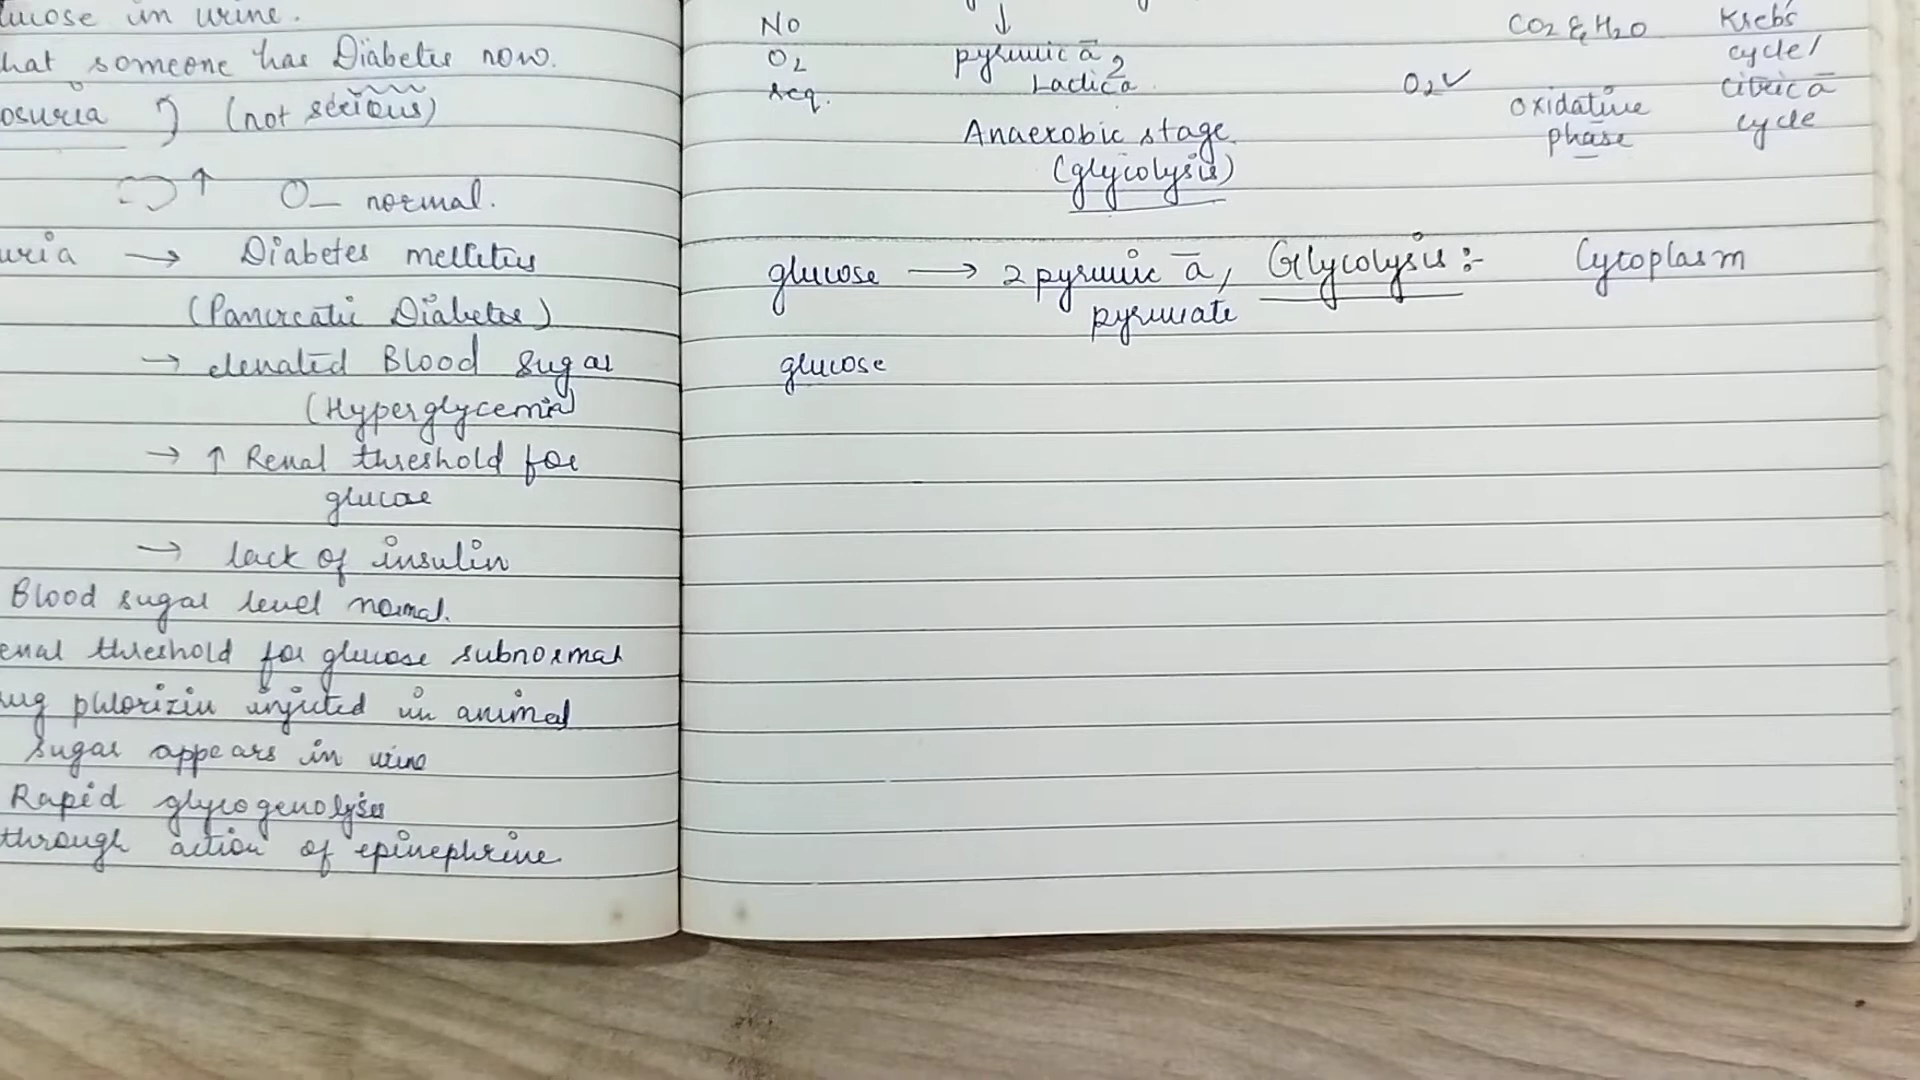 glucose in urine.
that someone has Diabetes now.
osuria } (not serious)
↑ O— normal.
uria → Diabetes mellitus
(Pancreatic Diabetes)
→ elevated Blood Sugar
(Hyperglycemia)
→ ↑ Renal threshold for
glucose
→ lack of insulin
Blood sugar level normal.
enal threshold for glucose subnormal
ug phlorizin injected in animal
sugar appears in urine
Rapid glycogenolysis
through action of epinephrine
No ↓ CO2 & H2O Krebs
O2 pyruvic ā 2 cycle/
req. Lactic a. O2✓ oxidative citric ā
Anaerobic stage phase cycle
(glycolysis)
glucose → 2 pyruvic ā, Glycolysis :- Cytoplasm
pyruvate
glucose